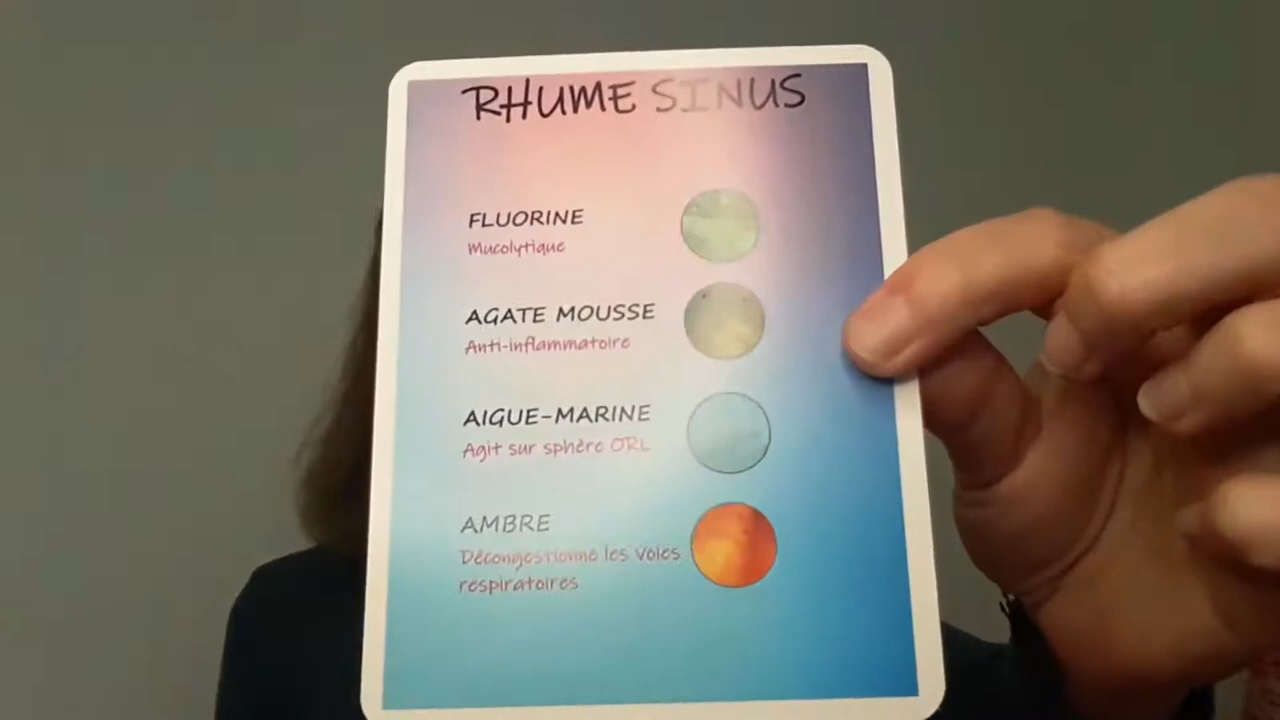 RHUME SINUS
FLUORINE
Mucolytique
AGATE MOUSSE
Anti-inflammatoire
AIGUE-MARINE
Agit sur sphère ORL
AMBRE
Décongestionne les voies
respiratoires